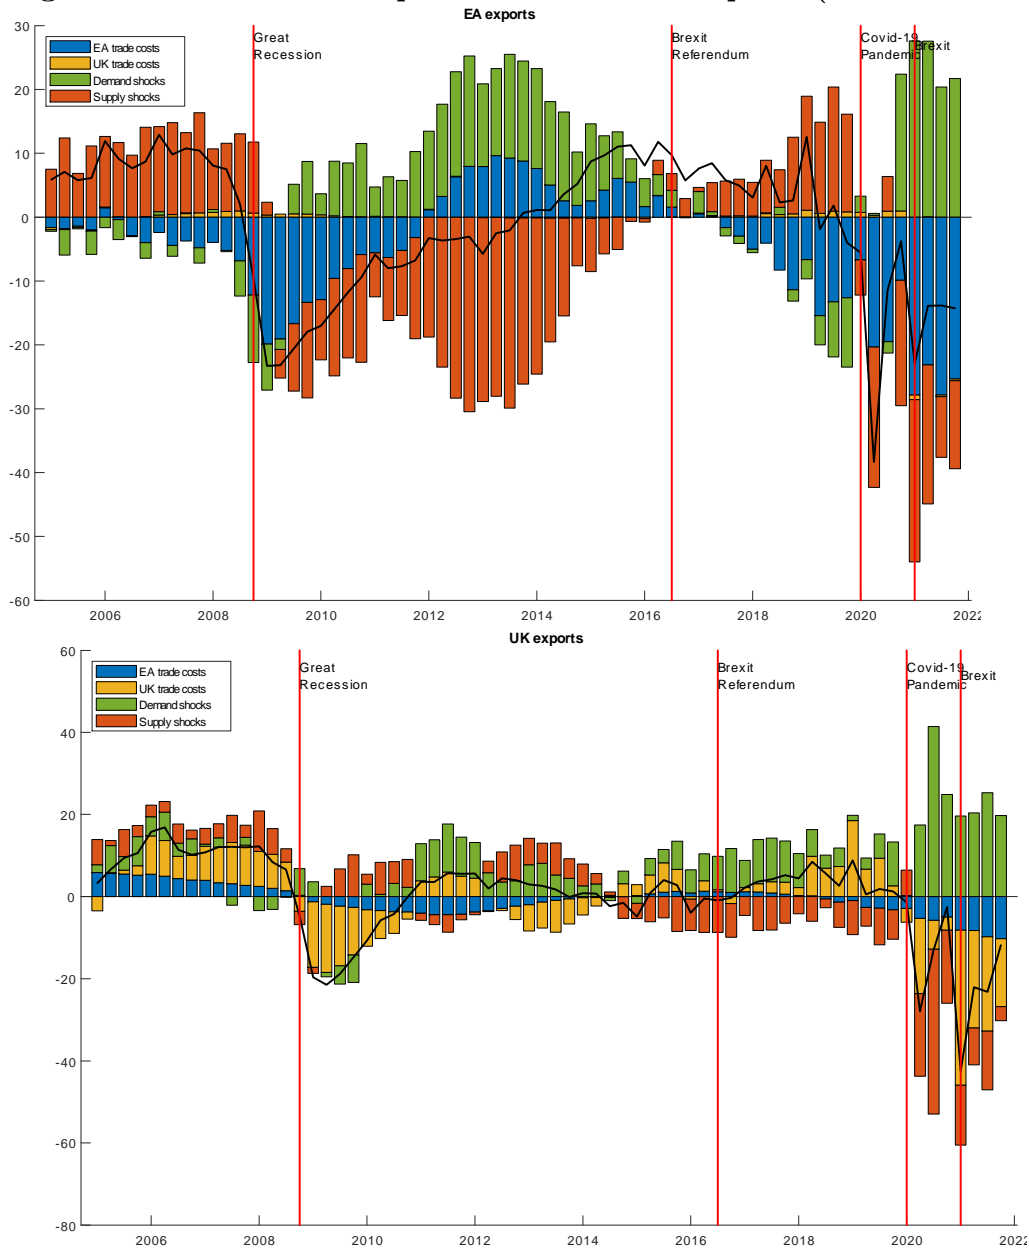 EA exports
30
20
10
0
-10
-20
-30
-40
-50
-60
EA trade costs
UK trade costs
Demand shocks
Supply shocks
Great
Recession
Brexit
Referendum
Covid-19
Pandemic
Brexit
2006 2008 2010 2012 2014 2016 2018 2020 2022
UK exports
60
40
20
0
-20
-40
-60
-80
EA trade costs
UK trade costs
Demand shocks
Supply shocks
Great
Recession
Brexit
Referendum
Covid-19
Pandemic
Brexit
2006 2008 2010 2012 2014 2016 2018 2020 2022